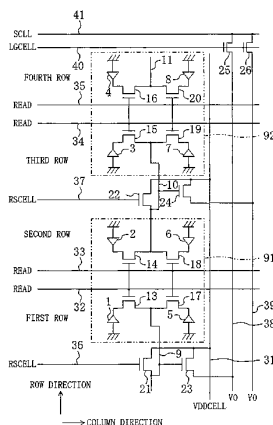 41
SCLL
LGCELL
40
11
25 26
FOURTH ROW
4
8
35
16
20
READ
READ
34
15
19
92
THIRD ROW
3
7
37
10
RSCELL
22
24
SECOND ROW
2
6
33
14
18
READ
91
READ
32
13
17
39
FIRST ROW
1
5
38
36
9
31
RSCELL
21
23
VO VO
VDDCELL
ROW DIRECTION
COLUMN DIRECTION